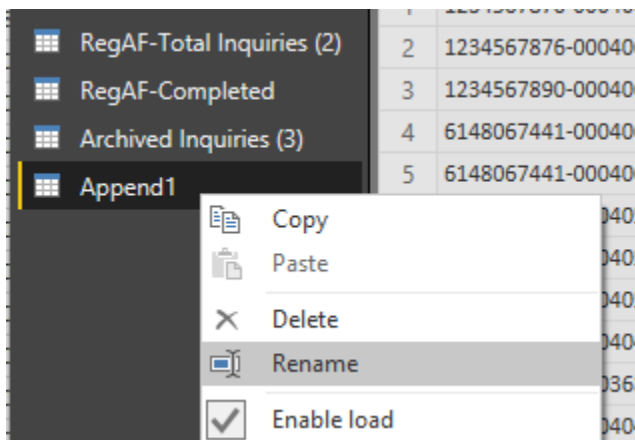 RegAF-Total Inquiries (2)
2 1234567876-00040
RegAF-Completed
3 1234567890-00040
Archived Inquiries (3)
4 6148067441-00040
Append1
5 6148067441-00040
Copy
Paste
Delete
Rename
Enable load